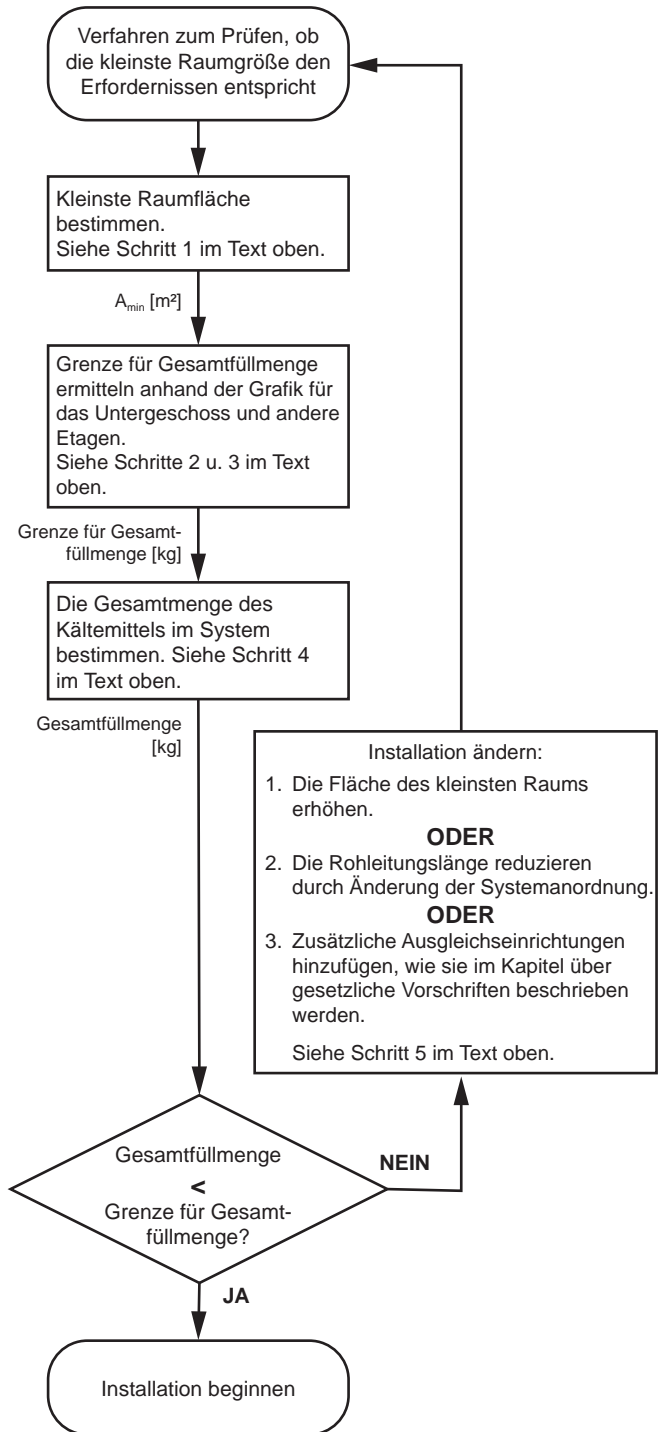 Verfahren zum Prüfen, ob
die kleinste Raumgröße den
Erfordernissen entspricht
Kleinste Raumfläche
bestimmen.
Siehe Schritt 1 im Text oben.
Amin [m²]
Grenze für Gesamtfüllmenge
ermitteln anhand der Grafik für
das Untergeschoss und andere
Etagen.
Siehe Schritte 2 u. 3 im Text
oben.
Grenze für Gesamt-
füllmenge [kg]
Die Gesamtmenge des
Kältemittels im System
bestimmen. Siehe Schritt 4
im Text oben.
Gesamtfüllmenge
[kg]
Installation ändern:
1. Die Fläche des kleinsten Raums
erhöhen.
ODER
2. Die Rohleitungslänge reduzieren
durch Änderung der Systemanordnung.
ODER
3. Zusätzliche Ausgleichseinrichtungen
hinzufügen, wie sie im Kapitel über
gesetzliche Vorschriften beschrieben
werden.
Siehe Schritt 5 im Text oben.
Gesamtfüllmenge
<
Grenze für Gesamt-
füllmenge?
NEIN
JA
Installation beginnen